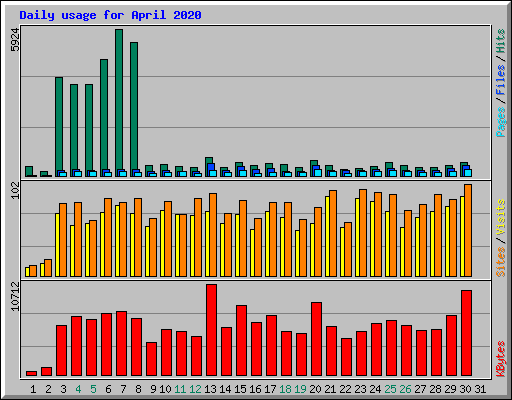 Daily usage for April 2020
5924
Pages / Files / Hits
102
Sites / Visits
10712
KBytes
1 2 3 4 5 6 7 8 9 10 11 12 13 14 15 16 17 18 19 20 21 22 23 24 25 26 27 28 29 30 31